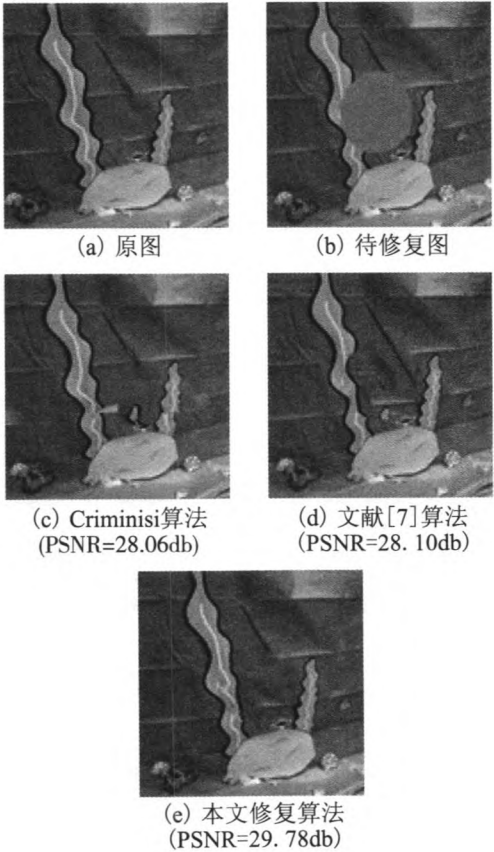 (a) 原图
(b) 待修复图
(c) Criminisi算法
(PSNR=28.06db)
(d) 文献[7]算法
(PSNR=28. 10db)
(e) 本文修复算法
(PSNR=29. 78db)